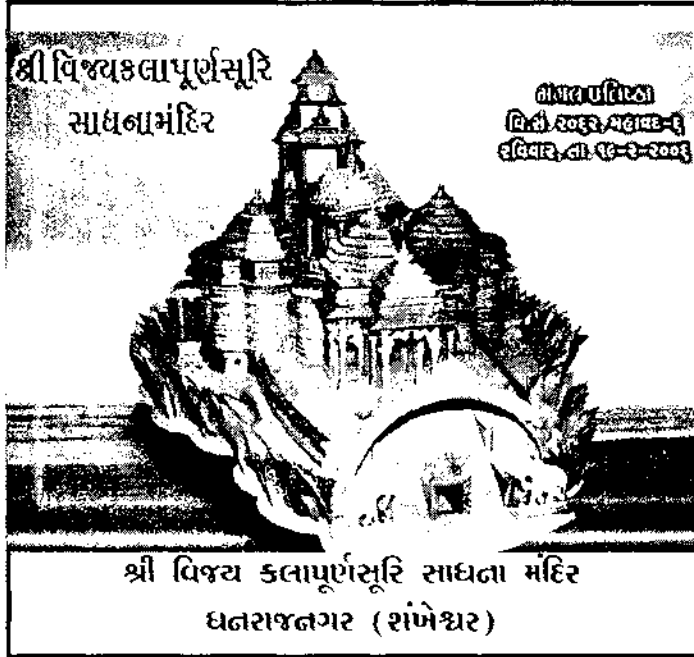 શ્રી વિજયકલાપૂર્ણસૂરિ
સાધનામંદિર
મંગલ પ્રતિષ્ઠા
વિ.સં. ૨૦૬૨, મહાવદ-૬
રવિવાર, તા. ૧૯-૨-૨૦૦૬
શ્રી વિજય કલાપૂર્ણસૂરિ સાધના મંદિર
ધનરાજનગર (શંખેશ્વર)